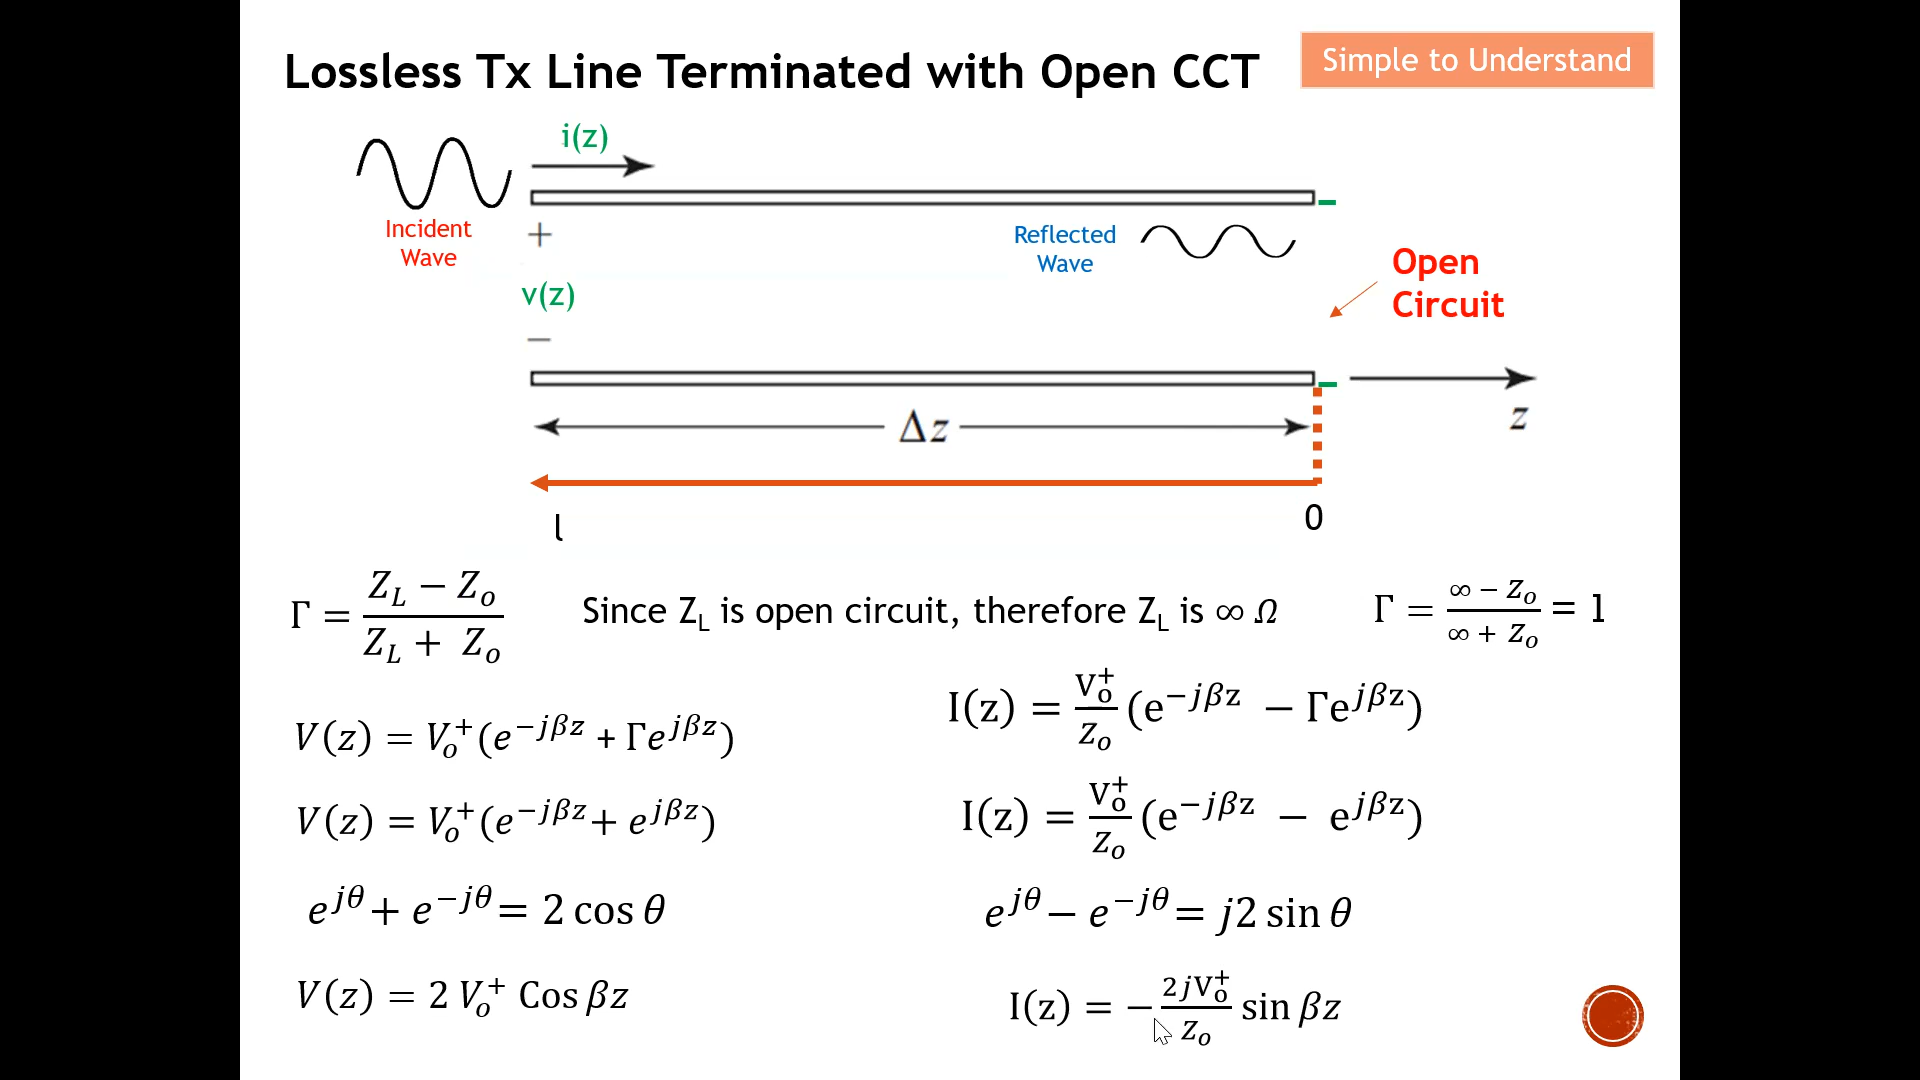 Lossless Tx Line Terminated with Open CCT
Simple to Understand
i(z)
Incident
Wave
+
Reflected
Wave
Open
Circuit
v(z)
−
Δz
z
l
0
Γ = (Z_L − Z_o)/(Z_L + Z_o)
Since Z_L is open circuit, therefore Z_L is ∞ Ω
Γ = (∞ − Z_o)/(∞ + Z_o) = 1
V(z) = V_o^+(e^{−jβz} + Γe^{jβz})
I(z) = V_o^+/Z_o (e^{−jβz} − Γe^{jβz})
V(z) = V_o^+(e^{−jβz} + e^{jβz})
I(z) = V_o^+/Z_o (e^{−jβz} − e^{jβz})
e^{jθ} + e^{−jθ} = 2 cos θ
e^{jθ} − e^{−jθ} = j2 sin θ
V(z) = 2 V_o^+ Cos βz
I(z) = − 2jV_o^+/Z_o sin βz